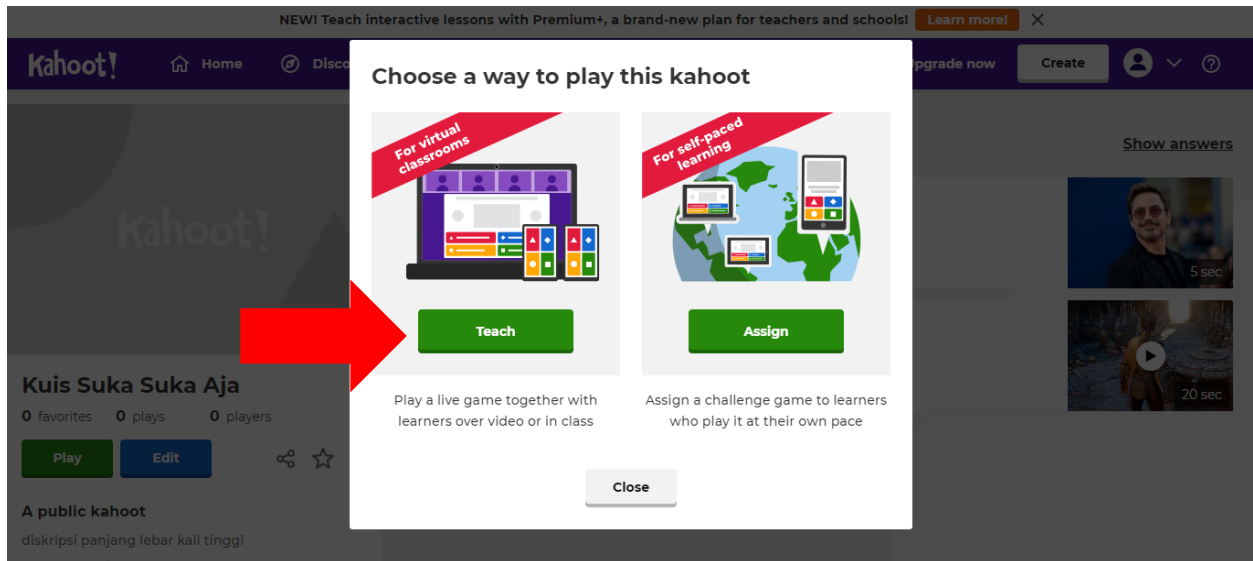 NEW! Teach interactive lessons with Premium+, a brand-new plan for teachers and schools! Learn more!
Kahoot!
Home
Disco
Upgrade now
Create
Choose a way to play this kahoot
For virtual
classrooms
For self-paced
learning
Show answers
Kahoot!
5 sec
Teach
Assign
Kuis Suka Suka Aja
0 favorites 0 plays 0 players
Play a live game together with
learners over video or in class
Assign a challenge game to learners
who play it at their own pace
20 sec
Play
Edit
Close
A public kahoot
diskripsi panjang lebar kali tinggi